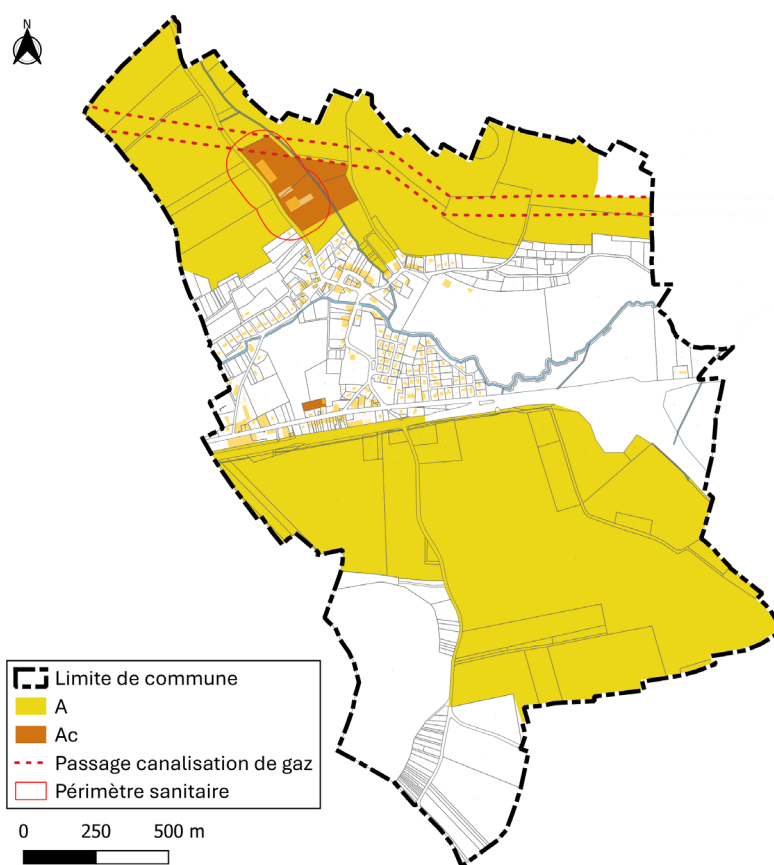 N
Limite de commune
A
Ac
Passage canalisation de gaz
Périmètre sanitaire
0 250 500 m